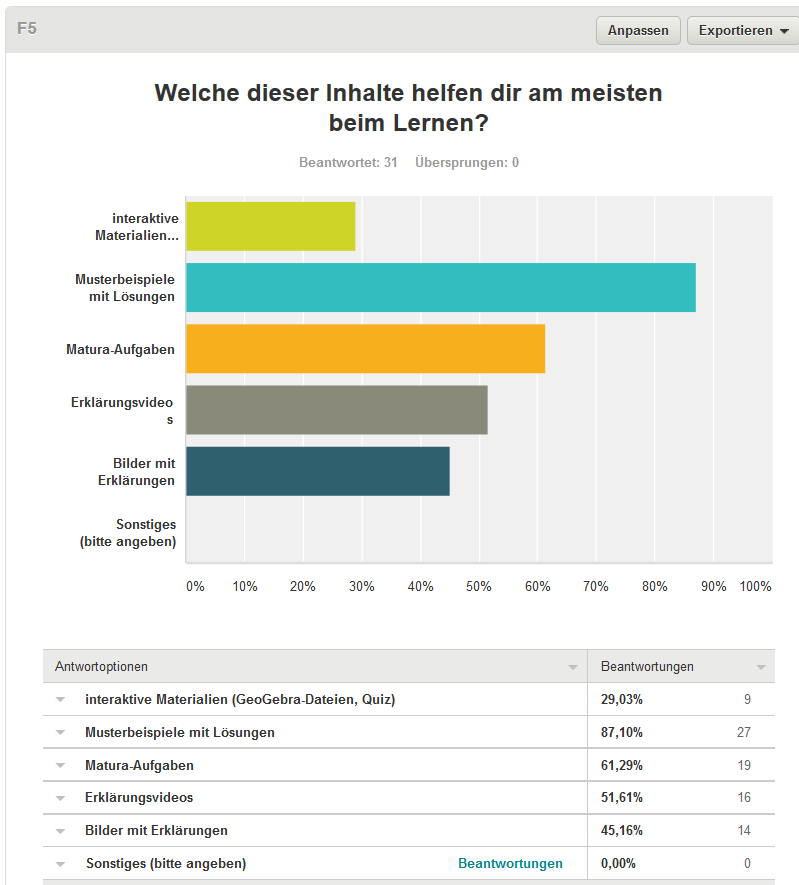 F5
Anpassen
Exportieren
Welche dieser Inhalte helfen dir am meisten
beim Lernen?
Beantwortet: 31 Übersprungen: 0
interaktive
Materialien...
Musterbeispiele
mit Lösungen
Matura-Aufgaben
Erklärungsvideo
s
Bilder mit
Erklärungen
Sonstiges
(bitte angeben)
0% 10% 20% 30% 40% 50% 60% 70% 80% 90% 100%
Antwortoptionen Beantwortungen
interaktive Materialien (GeoGebra-Dateien, Quiz) 29,03% 9
Musterbeispiele mit Lösungen 87,10% 27
Matura-Aufgaben 61,29% 19
Erklärungsvideos 51,61% 16
Bilder mit Erklärungen 45,16% 14
Sonstiges (bitte angeben) Beantwortungen 0,00% 0